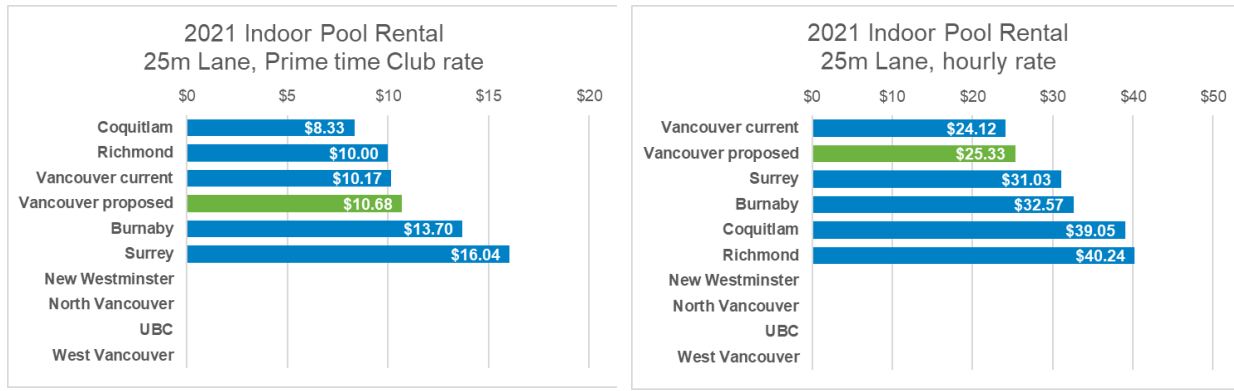 2021 Indoor Pool Rental
25m Lane, Prime time Club rate
$0 $5 $10 $15 $20
Coquitlam $8.33
Richmond $10.00
Vancouver current $10.17
Vancouver proposed $10.68
Burnaby $13.70
Surrey $16.04
New Westminster
North Vancouver
UBC
West Vancouver
2021 Indoor Pool Rental
25m Lane, hourly rate
$0 $10 $20 $30 $40 $50
Vancouver current $24.12
Vancouver proposed $25.33
Surrey $31.03
Burnaby $32.57
Coquitlam $39.05
Richmond $40.24
New Westminster
North Vancouver
UBC
West Vancouver